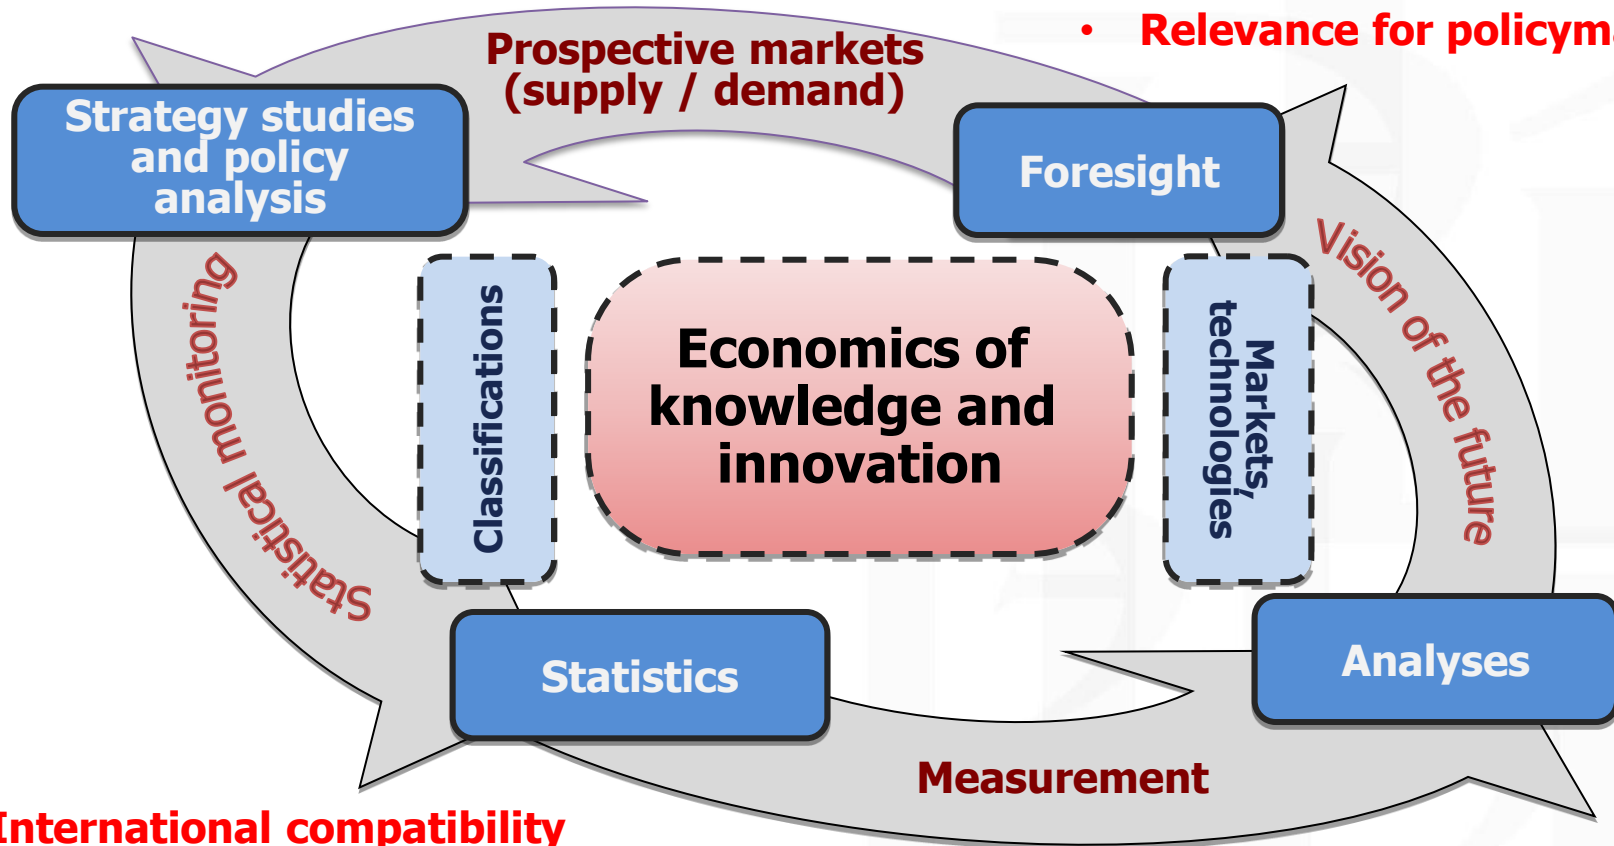 • Relevance for policym
Prospective markets
(supply / demand)
Strategy studies
and policy
analysis
Foresight
Vision of the future
Statistical monitoring
Classifications
Economics of
knowledge and
innovation
Markets,
technologies
Statistics
Analyses
Measurement
International compatibility